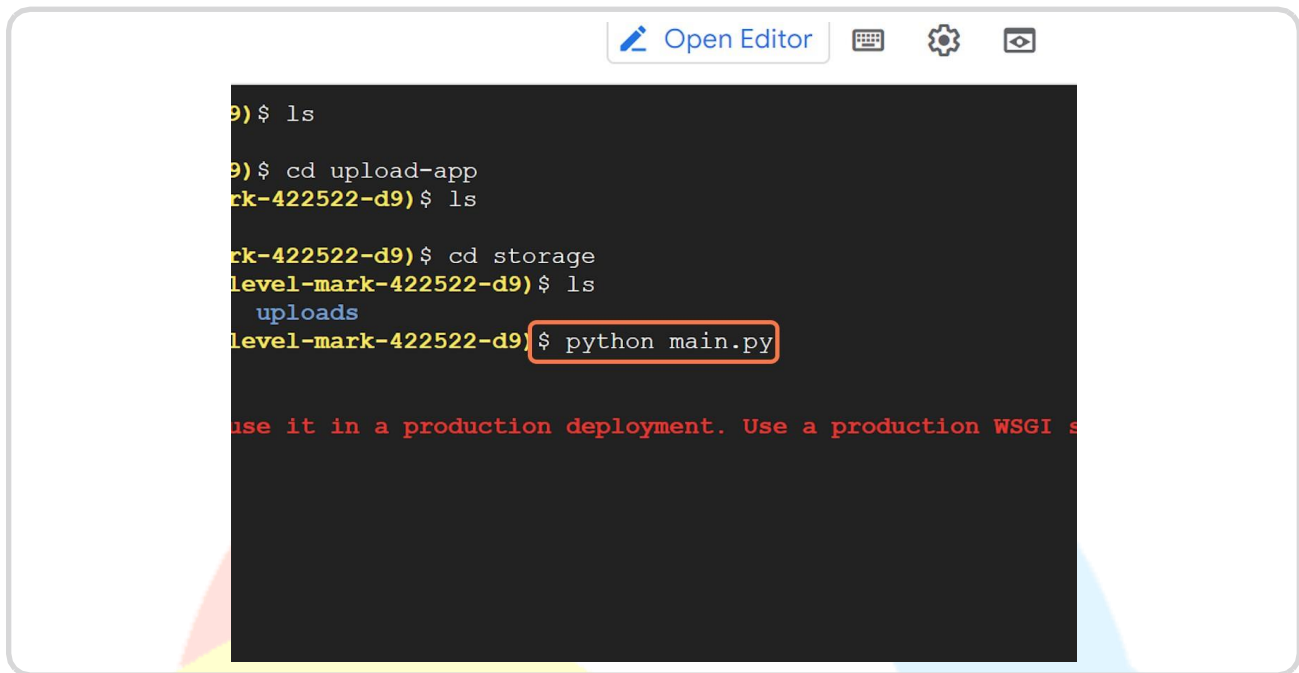 Open Editor
9)$ ls
9)$ cd upload-app
rk-422522-d9)$ ls
rk-422522-d9)$ cd storage
level-mark-422522-d9)$ ls
uploads
level-mark-422522-d9)$ python main.py
use it in a production deployment. Use a production WSGI s